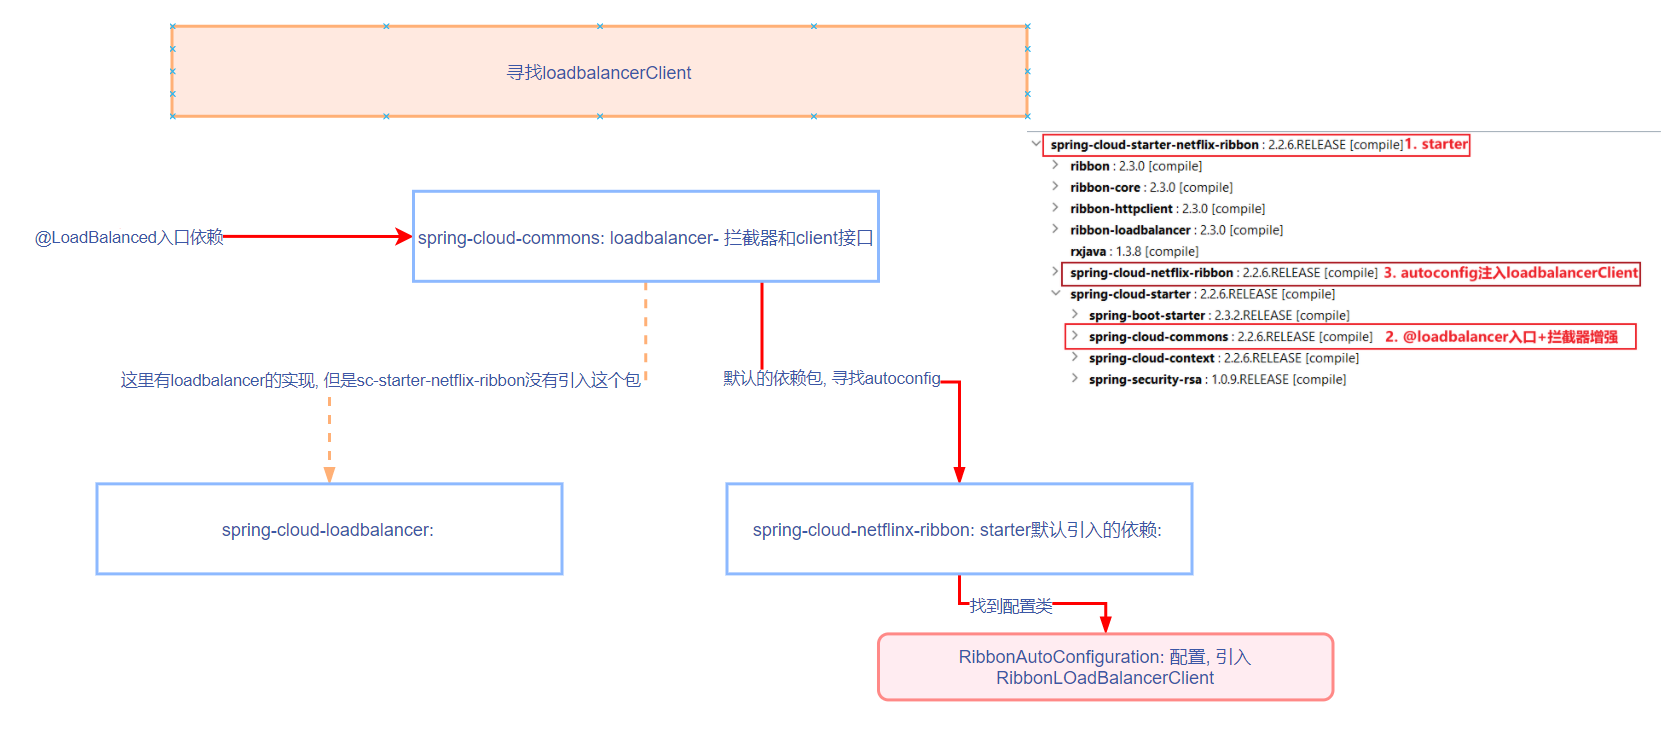 寻找loadbalancerClient
spring-cloud-starter-netflix-ribbon : 2.2.6.RELEASE [compile] 1. starter
ribbon : 2.3.0 [compile]
ribbon-core : 2.3.0 [compile]
ribbon-httpclient : 2.3.0 [compile]
ribbon-loadbalancer : 2.3.0 [compile]
rxjava : 1.3.8 [compile]
spring-cloud-netflix-ribbon : 2.2.6.RELEASE [compile] 3. autoconfig注入loadbalancerClient
spring-cloud-starter : 2.2.6.RELEASE [compile]
spring-boot-starter : 2.3.2.RELEASE [compile]
spring-cloud-commons : 2.2.6.RELEASE [compile] 2. @loadbalancer入口+拦截器增强
spring-cloud-context : 2.2.6.RELEASE [compile]
spring-security-rsa : 1.0.9.RELEASE [compile]
@LoadBalanced入口依赖
spring-cloud-commons: loadbalancer- 拦截器和client接口
这里有loadbalancer的实现, 但是sc-starter-netflix-ribbon没有引入这个包
默认的依赖包, 寻找autoconfig
spring-cloud-loadbalancer:
spring-cloud-netflinx-ribbon: starter默认引入的依赖:
找到配置类
RibbonAutoConfiguration: 配置, 引入
RibbonLOadBalancerClient